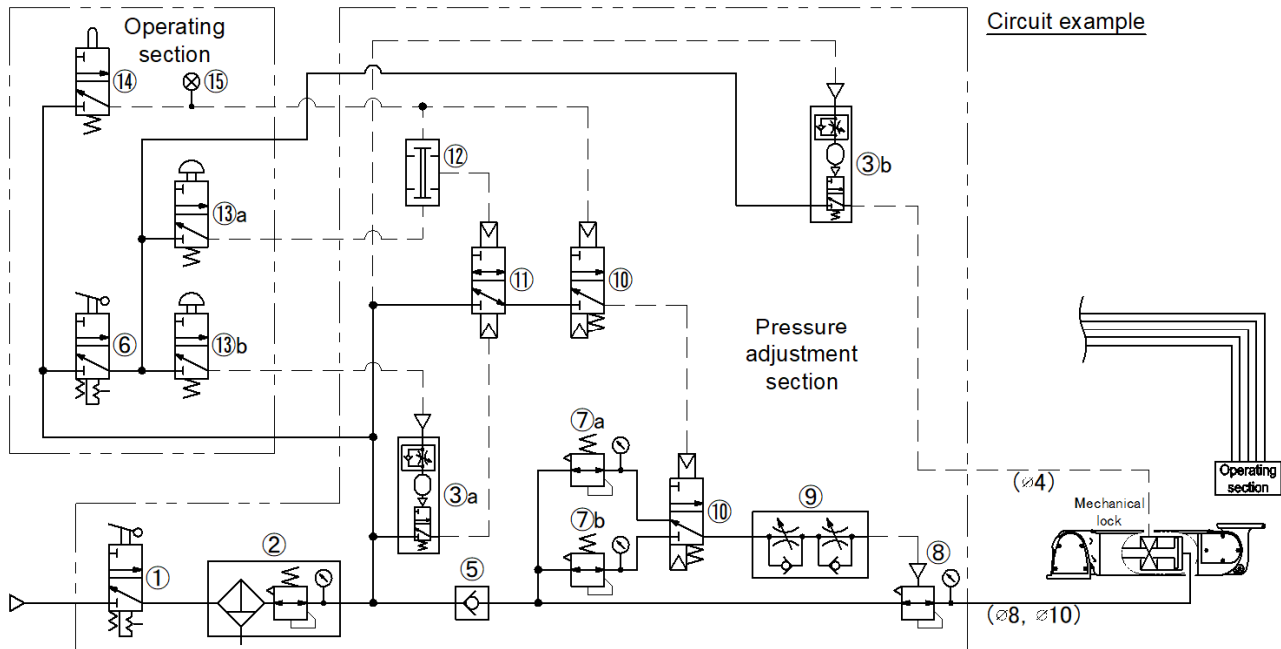 Operating
section
Circuit example
⑭
⑮
⑫
③b
⑬a
⑪
⑩
⑥
⑬b
Pressure
adjustment
section
⑦a
③a
⑦b
⑩
⑨
(⌀4)
Operating
section
Mechanical
lock
①
②
⑤
⑧
(⌀8, ⌀10)